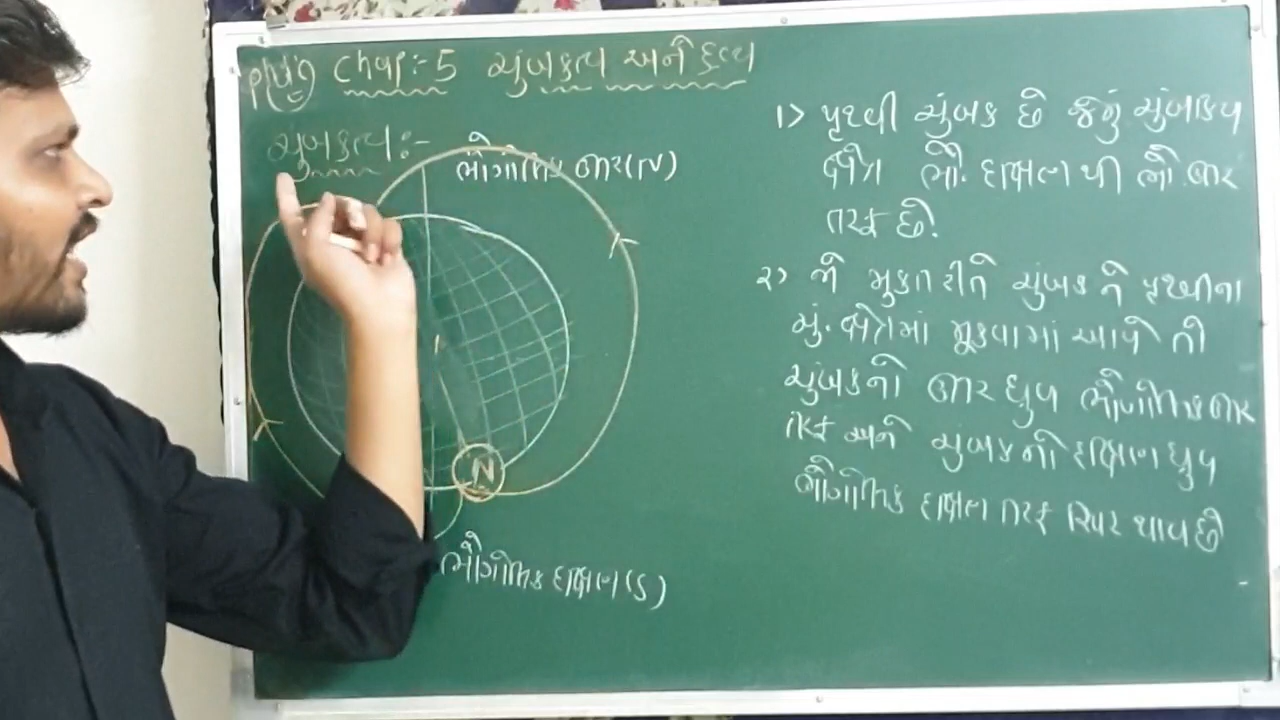 Phy Chap:- 5 ચુંબકત્વ અને દ્રવ્ય
ચુંબકત્વ:-
ભૌગોલિક ઉત્તર(N)
N
ભૌગોલિક દક્ષિણ(S)
1> પૃથ્વી ચુંબક છે જેનું ચુંબકિય
ક્ષેત્ર ભૌ. દક્ષિણ થી ભૌ. ઉત્તર
તરફ છે.
૨> જો મુક્ત રીતે ચુંબક ને પૃથ્વીના
ચું. ક્ષેત્રમાં મૂકવામાં આવે તો
ચુંબકનો ઉત્તર ધ્રુવ ભૌગોલિક ઉત્તર
તરફ અને ચુંબકનો દક્ષિણ ધ્રુવ
ભૌગોલિક દક્ષિણ તરફ સ્થિર થાય છે